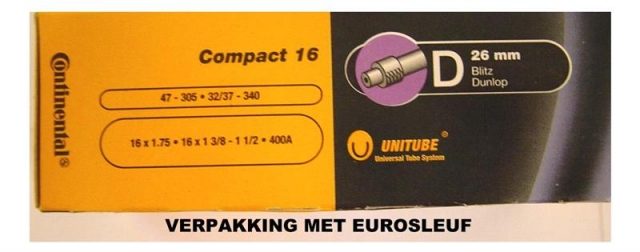 Continental®
Compact 16
47 - 305 • 32/37 - 340
16 x 1.75 • 16 x 1 3/8 - 1 1/2 • 400A
D
26 mm
Blitz
Dunlop
UNITUBE®
Universal Tube System
VERPAKKING MET EUROSLEUF